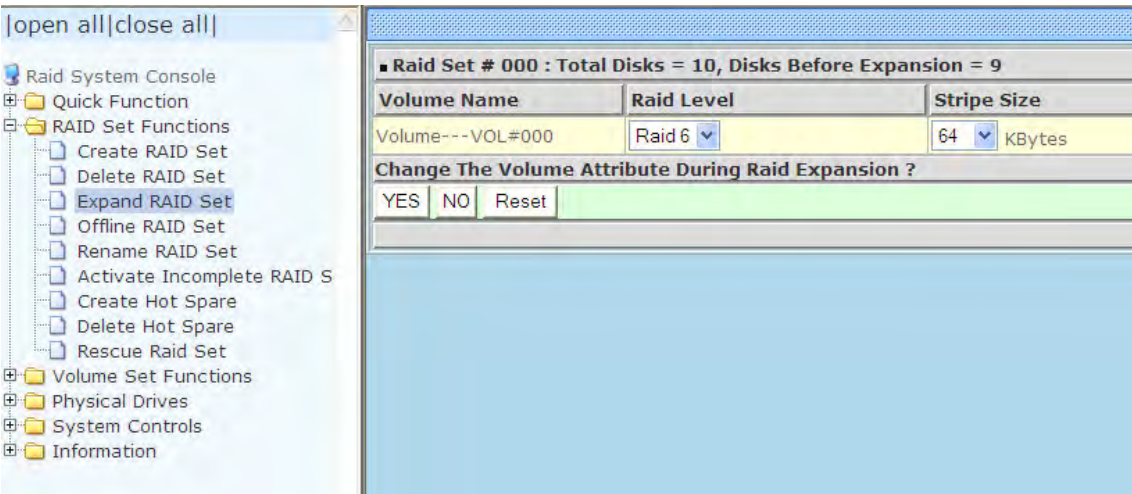 |open all|close all|
Raid System Console
Quick Function
RAID Set Functions
Create RAID Set
Delete RAID Set
Expand RAID Set
Offline RAID Set
Rename RAID Set
Activate Incomplete RAID S
Create Hot Spare
Delete Hot Spare
Rescue Raid Set
Volume Set Functions
Physical Drives
System Controls
Information
Raid Set # 000 : Total Disks = 10, Disks Before Expansion = 9
Volume Name Raid Level Stripe Size
Volume---VOL#000 Raid 6 64 KBytes
Change The Volume Attribute During Raid Expansion ?
YES NO Reset